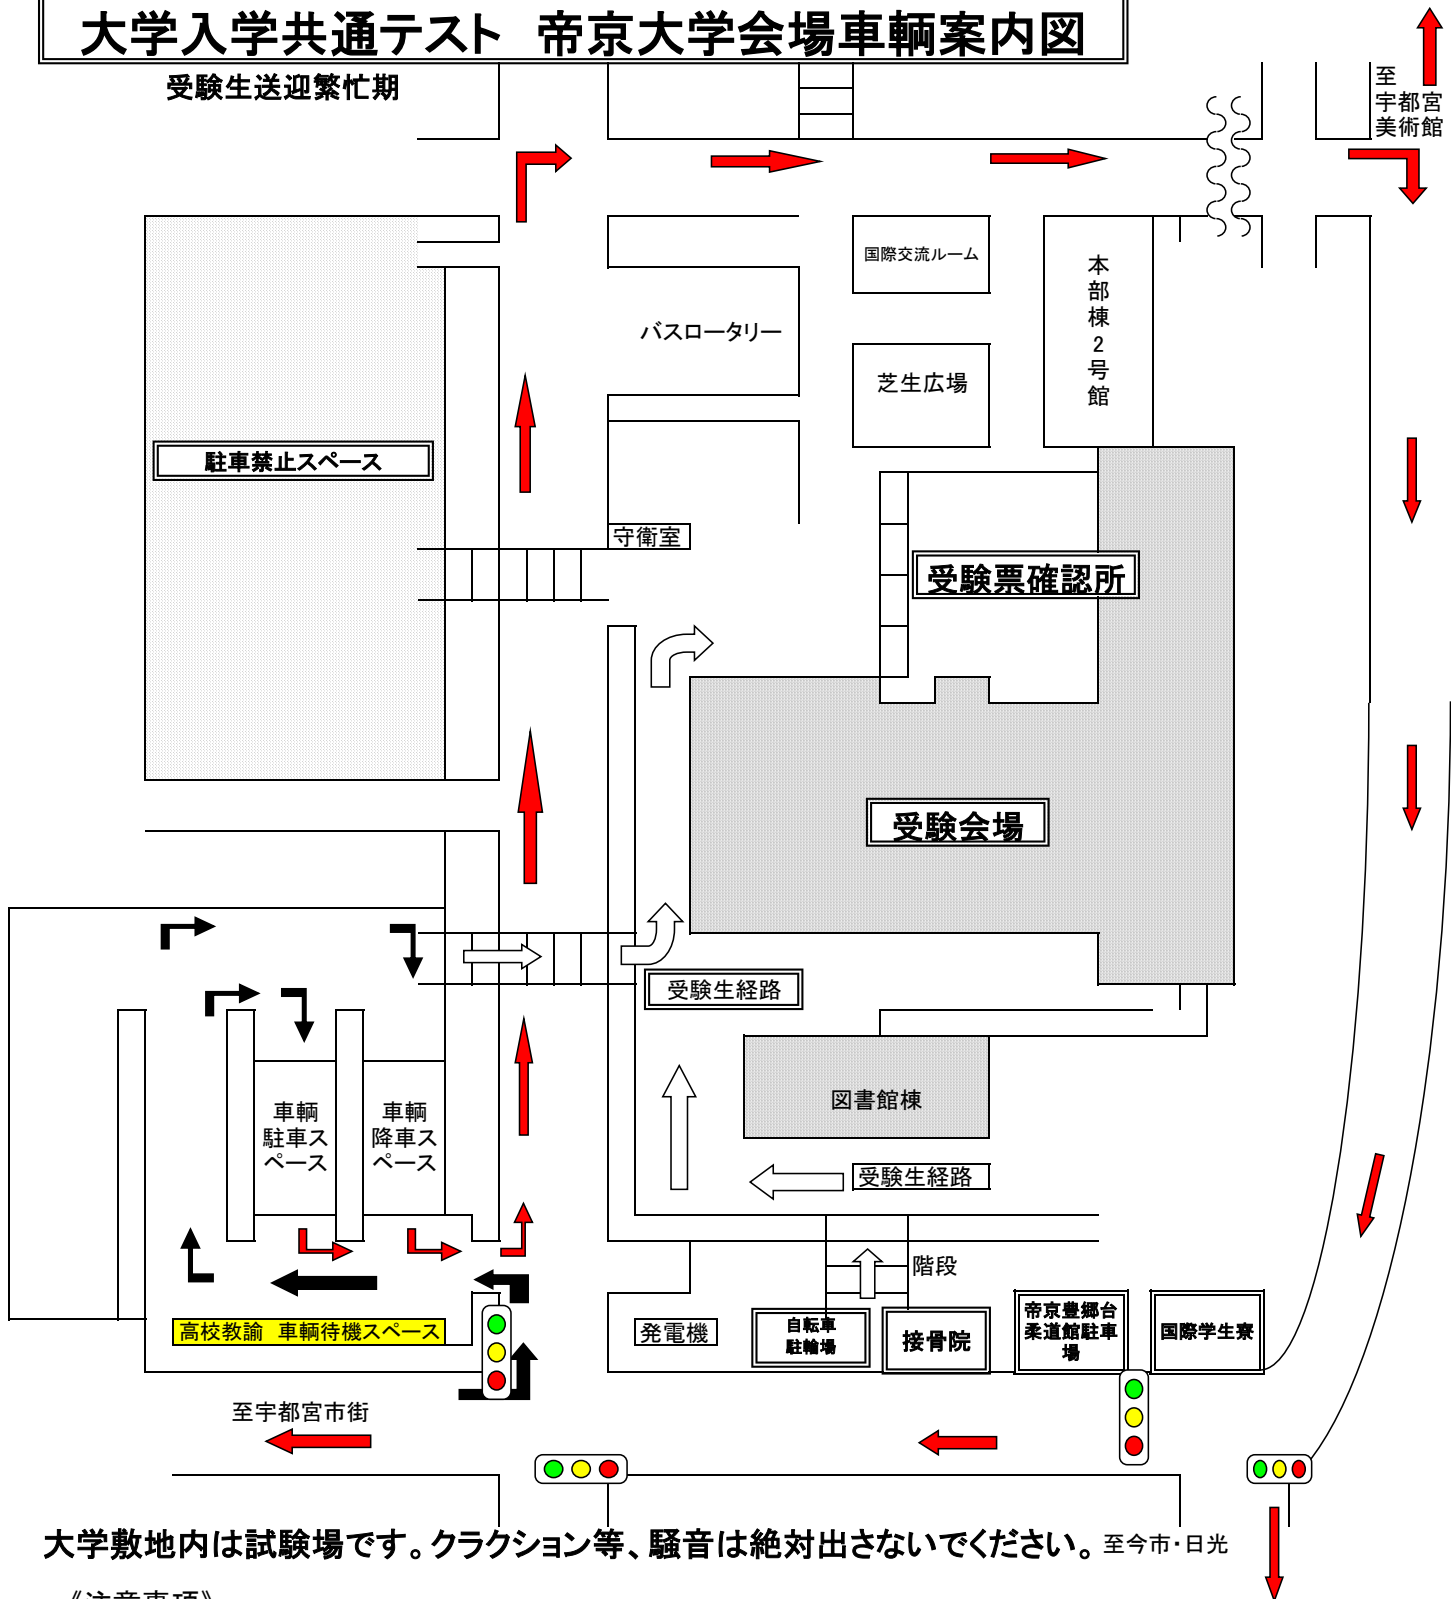 大学入学共通テスト　帝京大学会場車輌案内図
受験生送迎繁忙期
至
宇都宮
美術館
国際交流ルーム
本部棟2号館
バスロータリー
芝生広場
駐車禁止スペース
守衛室
受験票確認所
受験会場
受験生経路
図書館棟
車輌
駐車ス
ペース
車輌
降車ス
ペース
受験生経路
階段
高校教諭　車輌待機スペース
発電機
自転車
駐輪場
接骨院
帝京豊郷台
柔道館駐車
場
国際学生寮
至宇都宮市街
大学敷地内は試験場です。クラクション等、騒音は絶対出さないでください。
至今市・日光
《注意事項》